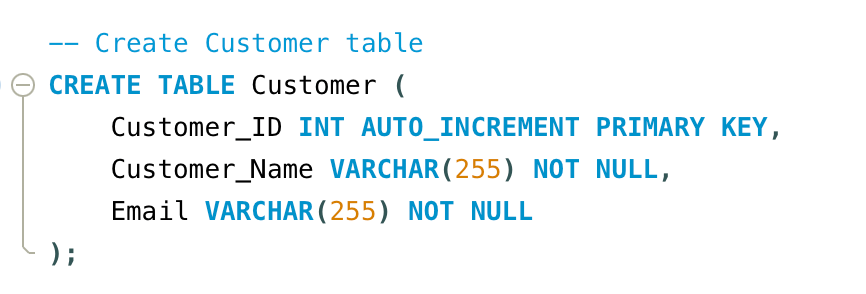 -- Create Customer table
CREATE TABLE Customer (
    Customer_ID INT AUTO_INCREMENT PRIMARY KEY,
    Customer_Name VARCHAR(255) NOT NULL,
    Email VARCHAR(255) NOT NULL
);